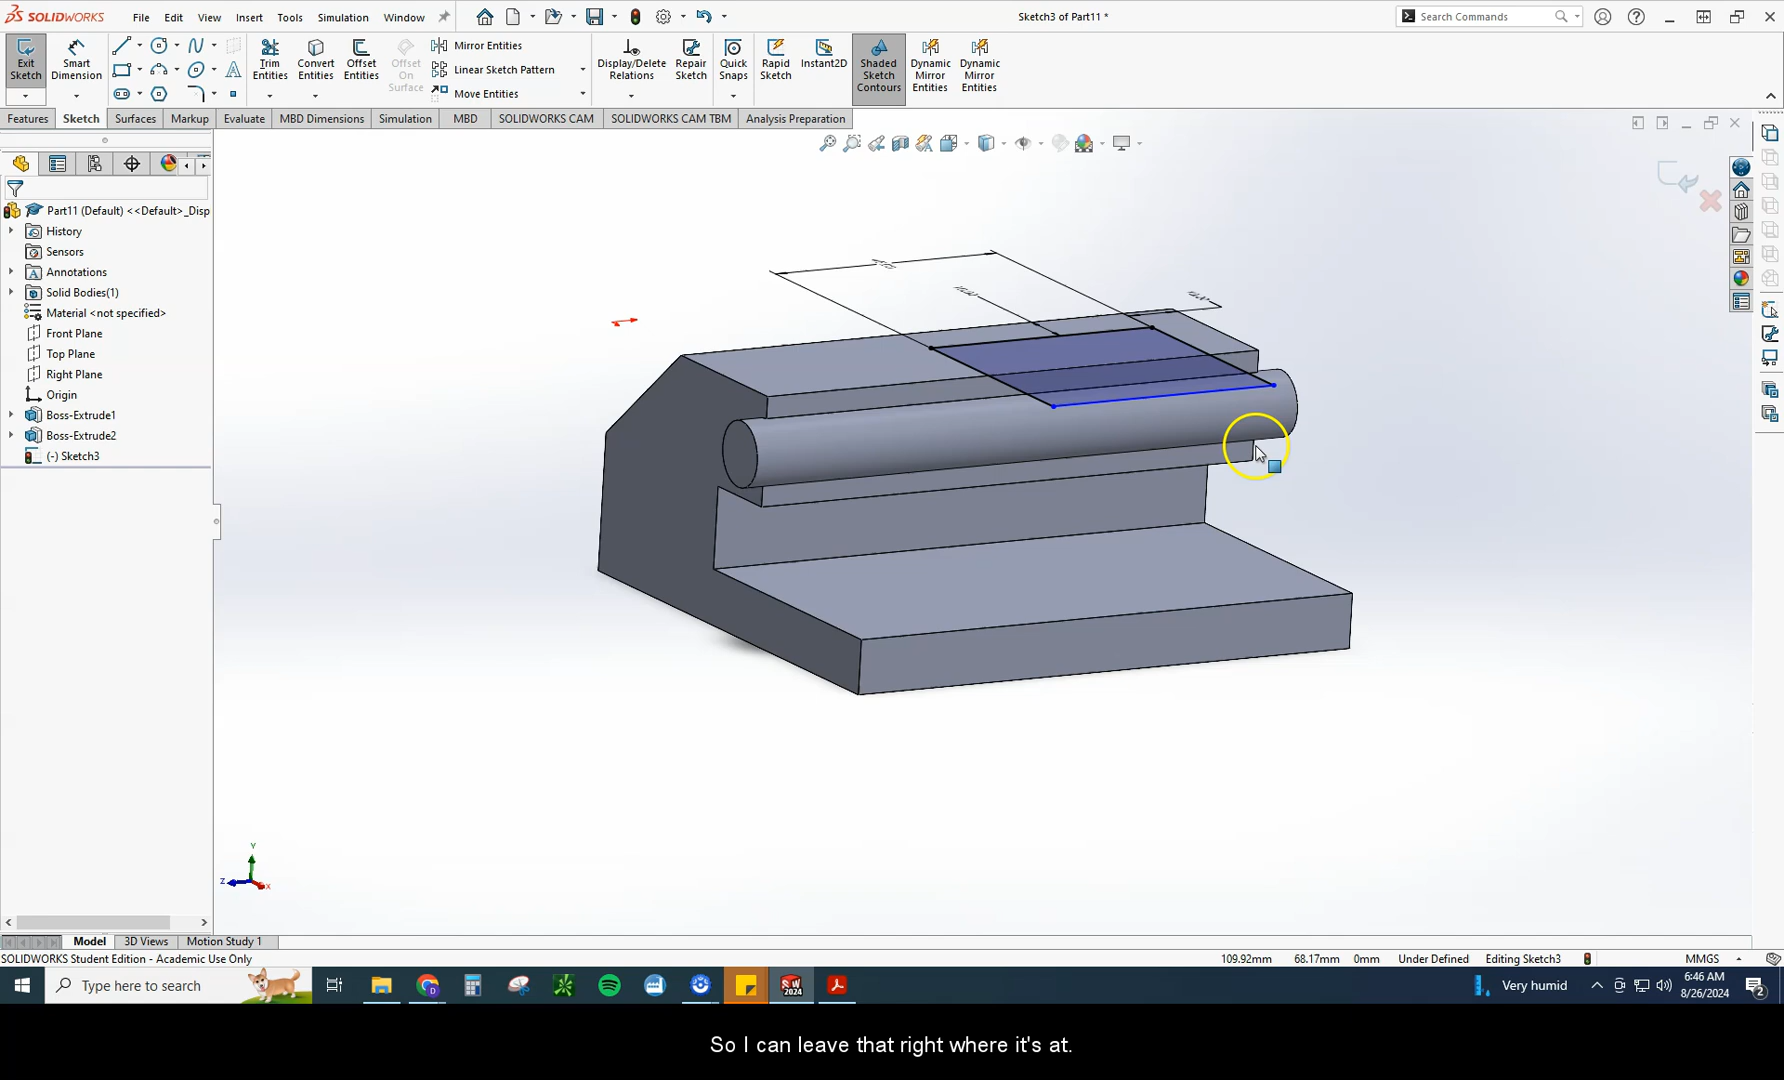 SOLIDWORKS
File
Edit
View
Insert
Tools
Simulation
Window
Sketch3 of Part11 *
Search Commands
Exit Sketch
Smart Dimension
Trim Entities
Convert Entities
Offset Entities
Offset On Surface
Mirror Entities
Linear Sketch Pattern
Move Entities
Display/Delete Relations
Repair Sketch
Quick Snaps
Rapid Sketch
Instant2D
Shaded Sketch Contours
Dynamic Mirror Entities
Dynamic Mirror Entities
Features
Sketch
Surfaces
Markup
Evaluate
MBD Dimensions
Simulation
MBD
SOLIDWORKS CAM
SOLIDWORKS CAM TBM
Analysis Preparation
Part11 (Default) <<Default>_Disp
History
Sensors
Annotations
Solid Bodies(1)
Material <not specified>
Front Plane
Top Plane
Right Plane
Origin
Boss-Extrude1
Boss-Extrude2
(-) Sketch3
Y
Z
X
Model
3D Views
Motion Study 1
SOLIDWORKS Student Edition - Academic Use Only
109.92mm
68.17mm
0mm
Under Defined
Editing Sketch3
MMGS
Type here to search
SW 2024
Very humid
6:46 AM
8/26/2024
2
So I can leave that right where it's at.